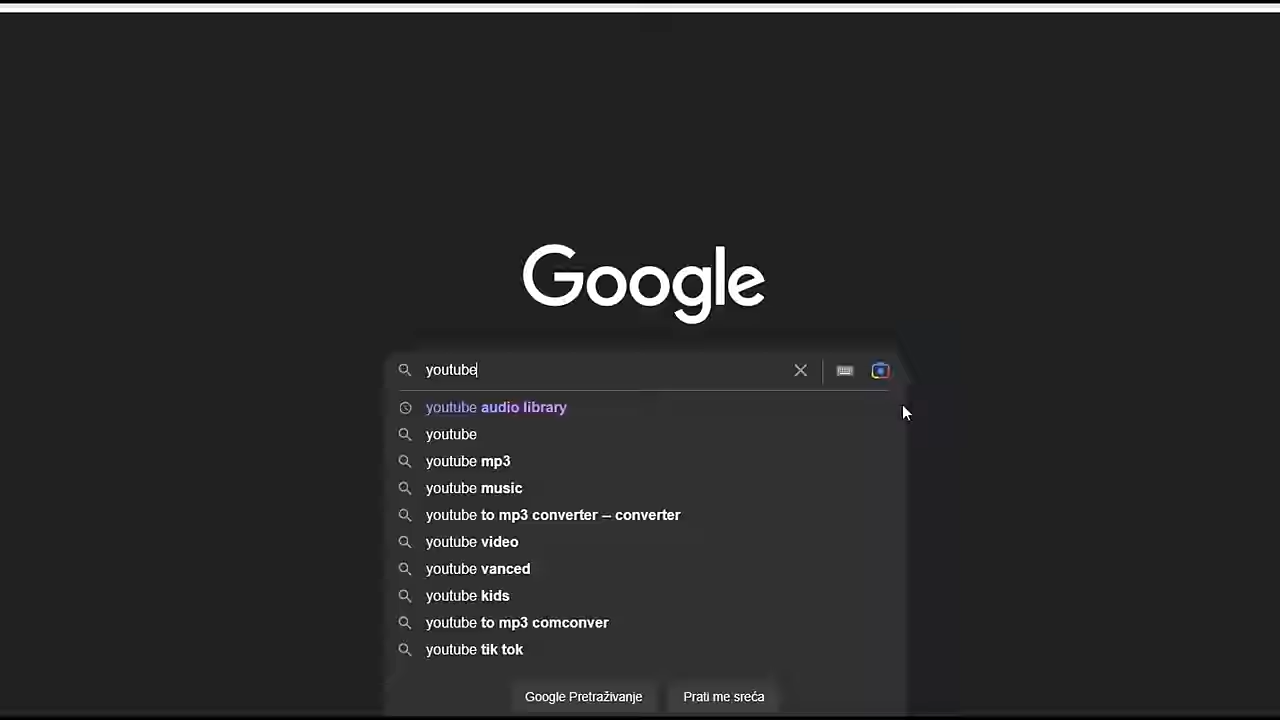 Google
youtube
youtube audio library
youtube
youtube mp3
youtube music
youtube to mp3 converter – converter
youtube video
youtube vanced
youtube kids
youtube to mp3 comconver
youtube tik tok
Google Pretraživanje
Prati me sreća